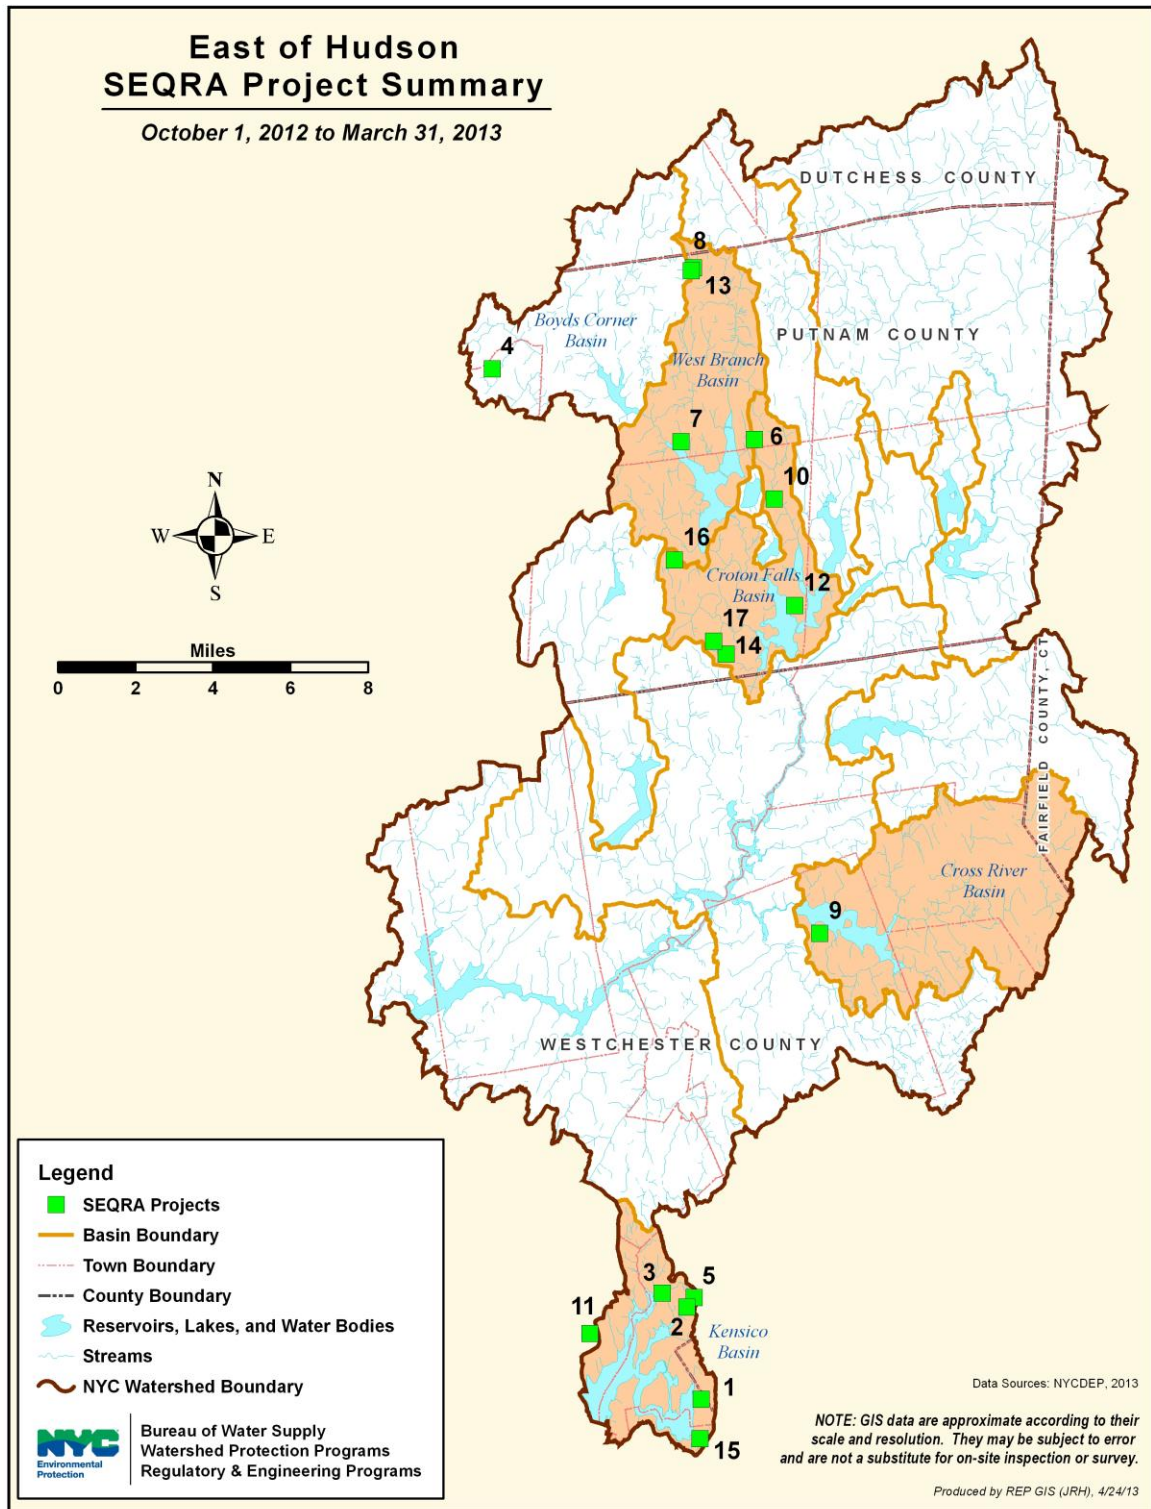 East of Hudson
SEQRA Project Summary
October 1, 2012 to March 31, 2013
DUTCHESS COUNTY
8
13
Boyds Corner
Basin
PUTNAM COUNTY
4
West Branch
Basin
7
6
10
N
W E
S
16
Croton Falls
Basin
12
17
14
Miles
0 2 4 6 8
FAIRFIELD COUNTY, CT
Cross River
Basin
9
WESTCHESTER COUNTY
3
5
11
2
Kensico
Basin
1
15
Legend
SEQRA Projects
Basin Boundary
Town Boundary
County Boundary
Reservoirs, Lakes, and Water Bodies
Streams
NYC Watershed Boundary
NYC
Environmental
Protection
Bureau of Water Supply
Watershed Protection Programs
Regulatory & Engineering Programs
Data Sources: NYCDEP, 2013
NOTE: GIS data are approximate according to their
scale and resolution. They may be subject to error
and are not a substitute for on-site inspection or survey.
Produced by REP GIS (JRH), 4/24/13